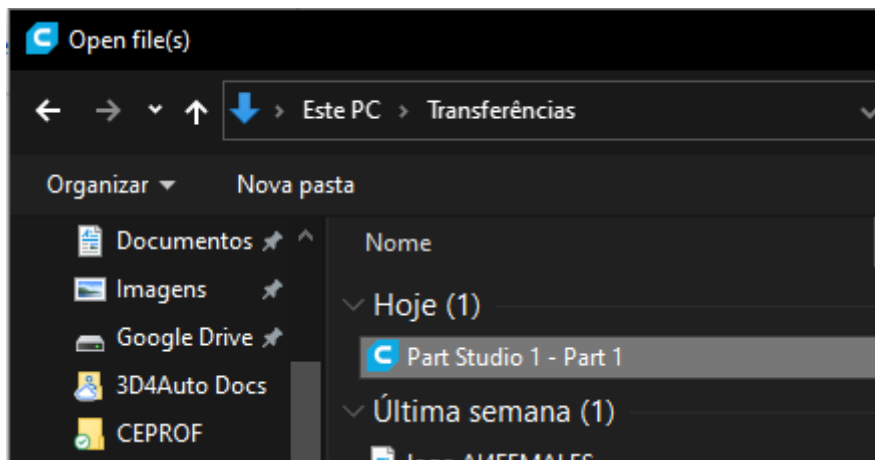 Open file(s)
Este PC > Transferências
Organizar Nova pasta
Documentos
Imagens
Google Drive
3D4Auto Docs
CEPROF
Nome
Hoje (1)
Part Studio 1 - Part 1
Última semana (1)